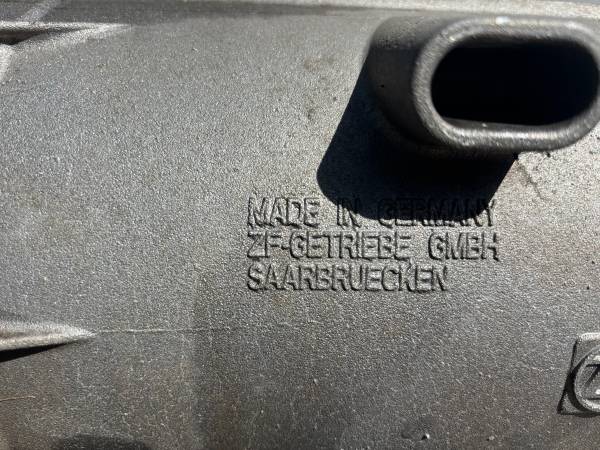 MADE IN GERMANY
ZF-GETRIEBE GMBH
SAARBRUECKEN